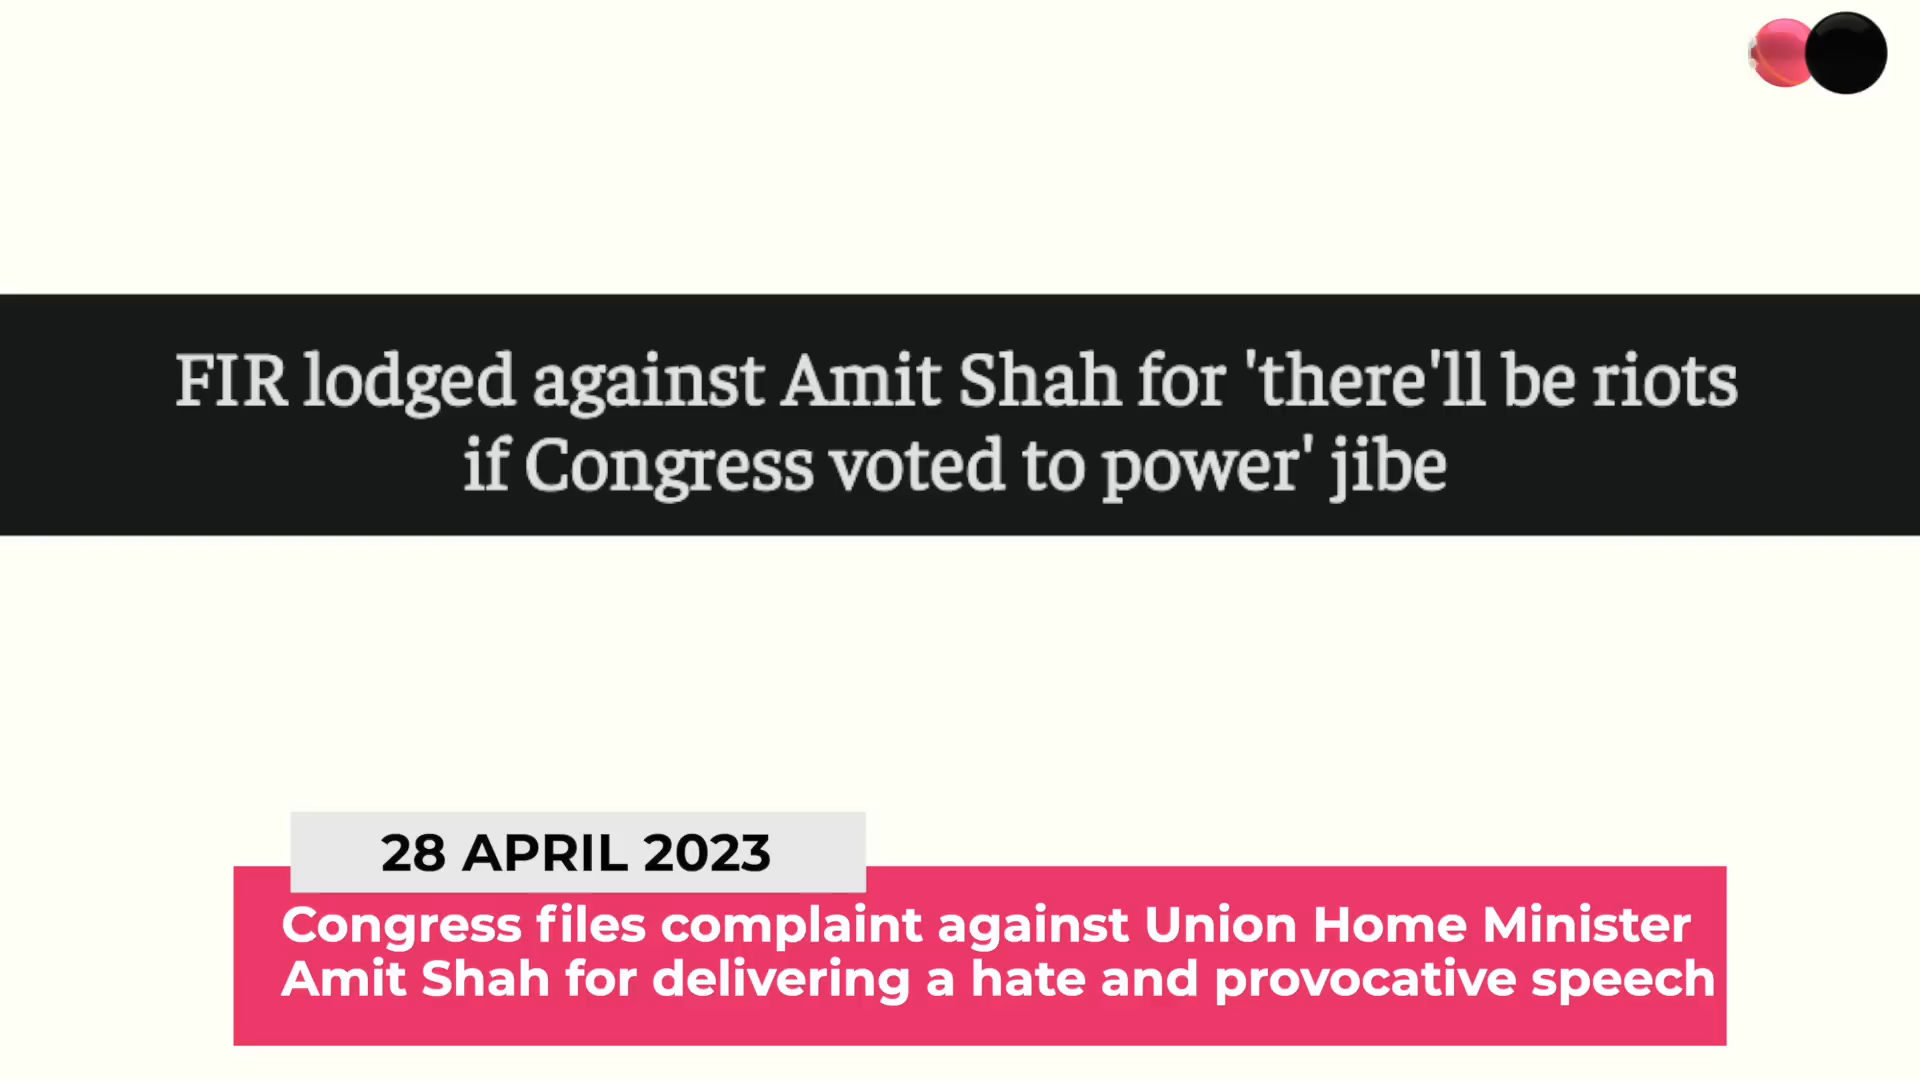 FIR lodged against Amit Shah for 'there'll be riots
if Congress voted to power' jibe
28 APRIL 2023
Congress files complaint against Union Home Minister
Amit Shah for delivering a hate and provocative speech